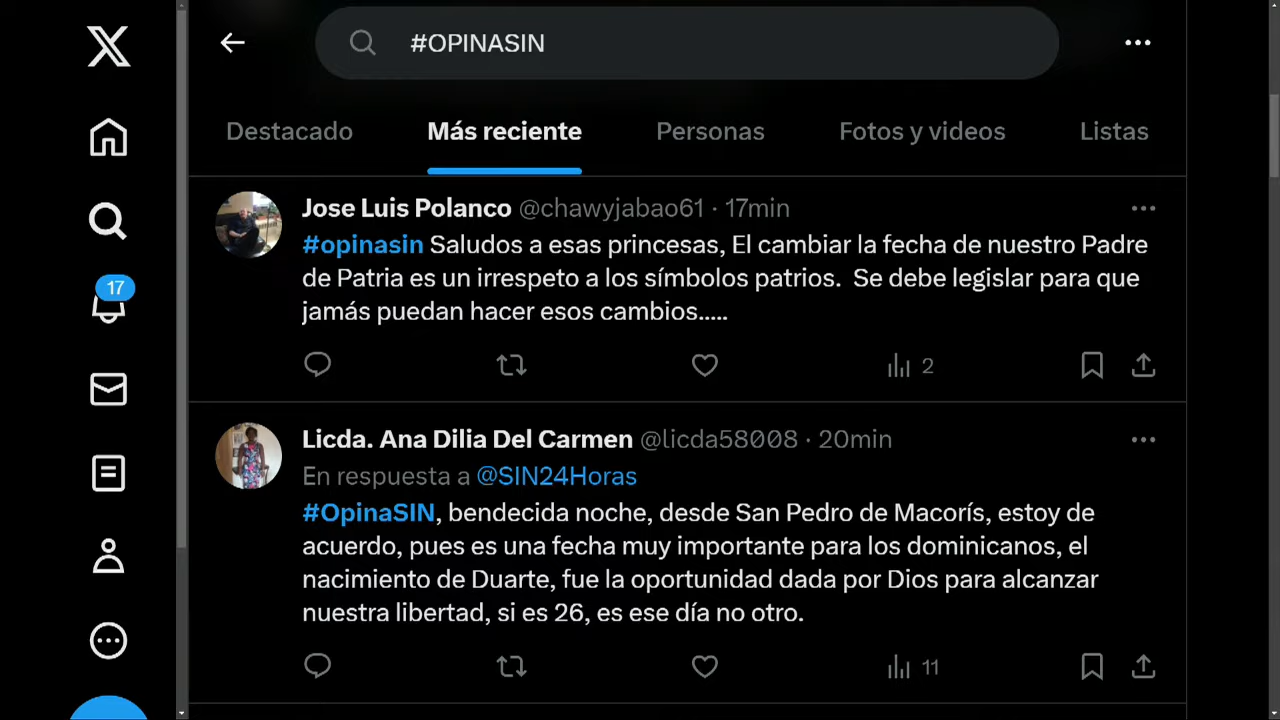 #OPINASIN
Destacado Más reciente Personas Fotos y videos Listas
Jose Luis Polanco @chawyjabao61 · 17min
#opinasin Saludos a esas princesas, El cambiar la fecha de nuestro Padre
de Patria es un irrespeto a los símbolos patrios.  Se debe legislar para que
jamás puedan hacer esos cambios.....
2
17
Licda. Ana Dilia Del Carmen @licda58008 · 20min
En respuesta a @SIN24Horas
#OpinaSIN, bendecida noche, desde San Pedro de Macorís, estoy de
acuerdo, pues es una fecha muy importante para los dominicanos, el
nacimiento de Duarte, fue la oportunidad dada por Dios para alcanzar
nuestra libertad, si es 26, es ese día no otro.
11